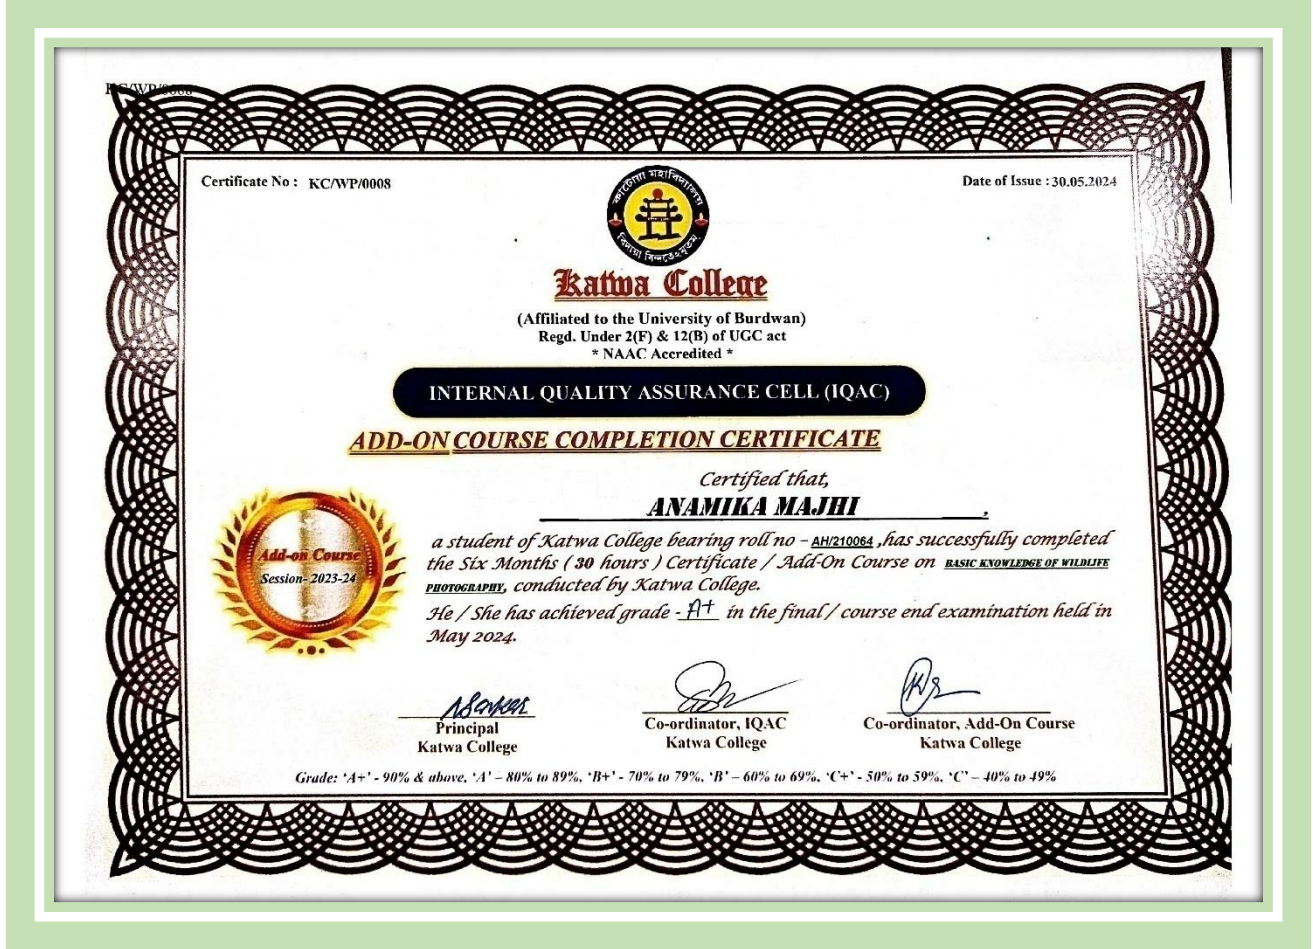 KC/WP/0008
Certificate No : KC/WP/0008
Date of Issue : 30.05.2024
কাটোয়া মহাবিদ্যালয়
Katwa College
(Affiliated to the University of Burdwan)
Regd. Under 2(F) & 12(B) of UGC act
* NAAC Accredited *
INTERNAL QUALITY ASSURANCE CELL (IQAC)
ADD-ON COURSE COMPLETION CERTIFICATE
Certified that,
ANAMIKA MAJHI ,
Add-on Course
Session- 2023-24
a student of Katwa College bearing roll no – AH/210064 ,has successfully completed
the Six Months ( 30 hours ) Certificate / Add-On Course on BASIC KNOWLEDGE OF WILDLIFE
PHOTOGRAPHY, conducted by Katwa College.
He / She has achieved grade - A+ in the final / course end examination held in
May 2024.
Principal
Katwa College
Co-ordinator, IQAC
Katwa College
Co-ordinator, Add-On Course
Katwa College
Grade: ‘A+’ - 90% & above, ‘A’ – 80% to 89%, ‘B+’ - 70% to 79%, ‘B’ – 60% to 69%, ‘C+’ - 50% to 59%, ‘C’ – 40% to 49%